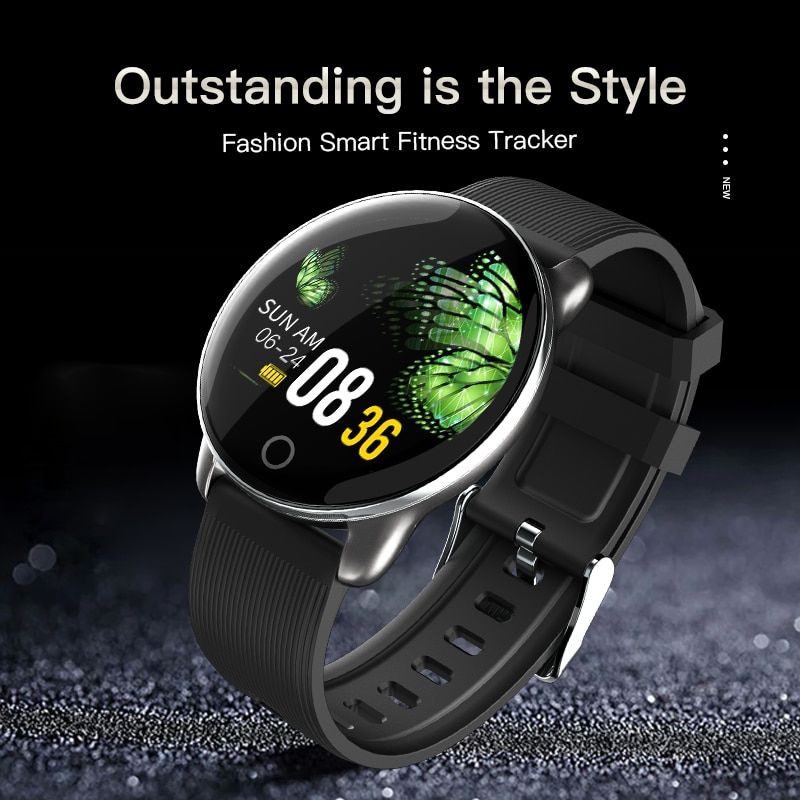 Outstanding is the Style
Fashion Smart Fitness Tracker
NEW
SUN AM
06-24
08
36